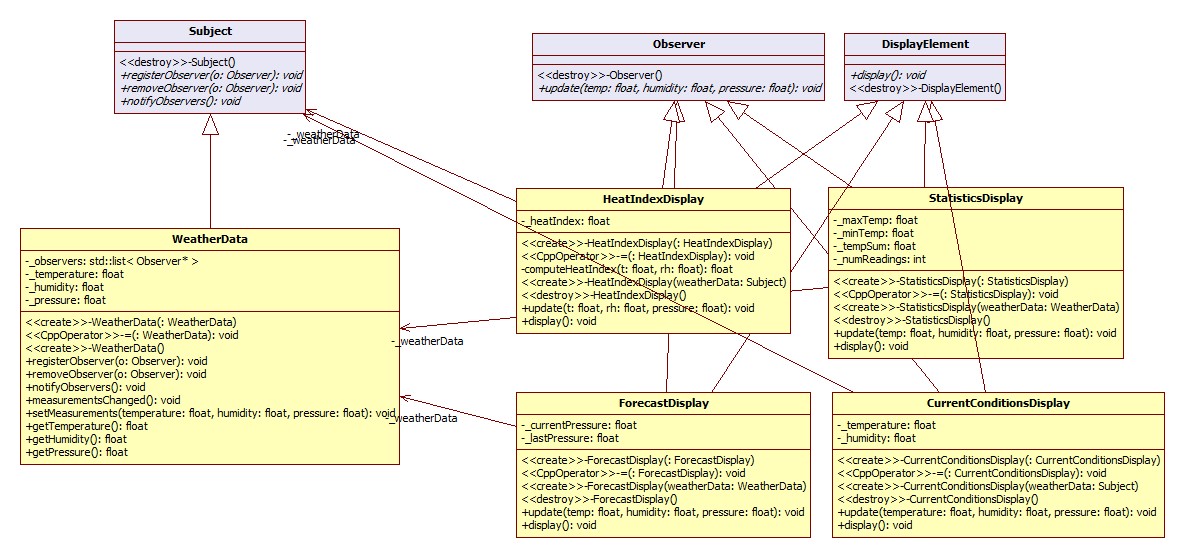 Subject
<<destroy>>-Subject()
+registerObserver(o: Observer): void
+removeObserver(o: Observer): void
+notifyObservers(): void
Observer
<<destroy>>-Observer()
+update(temp: float, humidity: float, pressure: float): void
DisplayElement
+display(): void
<<destroy>>-DisplayElement()
-_weatherData
-_weatherData
WeatherData
-_observers: std::list< Observer* >
-_temperature: float
-_humidity: float
-_pressure: float
<<create>>-WeatherData(: WeatherData)
<<CppOperator>>-=(: WeatherData): void
<<create>>-WeatherData()
+registerObserver(o: Observer): void
+removeObserver(o: Observer): void
+notifyObservers(): void
+measurementsChanged(): void
+setMeasurements(temperature: float, humidity: float, pressure: float): void
+getTemperature(): float
+getHumidity(): float
+getPressure(): float
HeatIndexDisplay
-_heatIndex: float
<<create>>-HeatIndexDisplay(: HeatIndexDisplay)
<<CppOperator>>-=(: HeatIndexDisplay): void
-computeHeatIndex(t: float, rh: float): float
<<create>>-HeatIndexDisplay(weatherData: Subject)
<<destroy>>-HeatIndexDisplay()
+update(t: float, rh: float, pressure: float): void
+display(): void
StatisticsDisplay
-_maxTemp: float
-_minTemp: float
-_tempSum: float
-_numReadings: int
<<create>>-StatisticsDisplay(: StatisticsDisplay)
<<CppOperator>>-=(: StatisticsDisplay): void
<<create>>-StatisticsDisplay(weatherData: WeatherData)
<<destroy>>-StatisticsDisplay()
+update(temp: float, humidity: float, pressure: float): void
+display(): void
-_weatherData
-_weatherData
ForecastDisplay
-_currentPressure: float
-_lastPressure: float
<<create>>-ForecastDisplay(: ForecastDisplay)
<<CppOperator>>-=(: ForecastDisplay): void
<<create>>-ForecastDisplay(weatherData: WeatherData)
<<destroy>>-ForecastDisplay()
+update(temp: float, humidity: float, pressure: float): void
+display(): void
CurrentConditionsDisplay
-_temperature: float
-_humidity: float
<<create>>-CurrentConditionsDisplay(: CurrentConditionsDisplay)
<<CppOperator>>-=(: CurrentConditionsDisplay): void
<<create>>-CurrentConditionsDisplay(weatherData: Subject)
<<destroy>>-CurrentConditionsDisplay()
+update(temperature: float, humidity: float, pressure: float): void
+display(): void